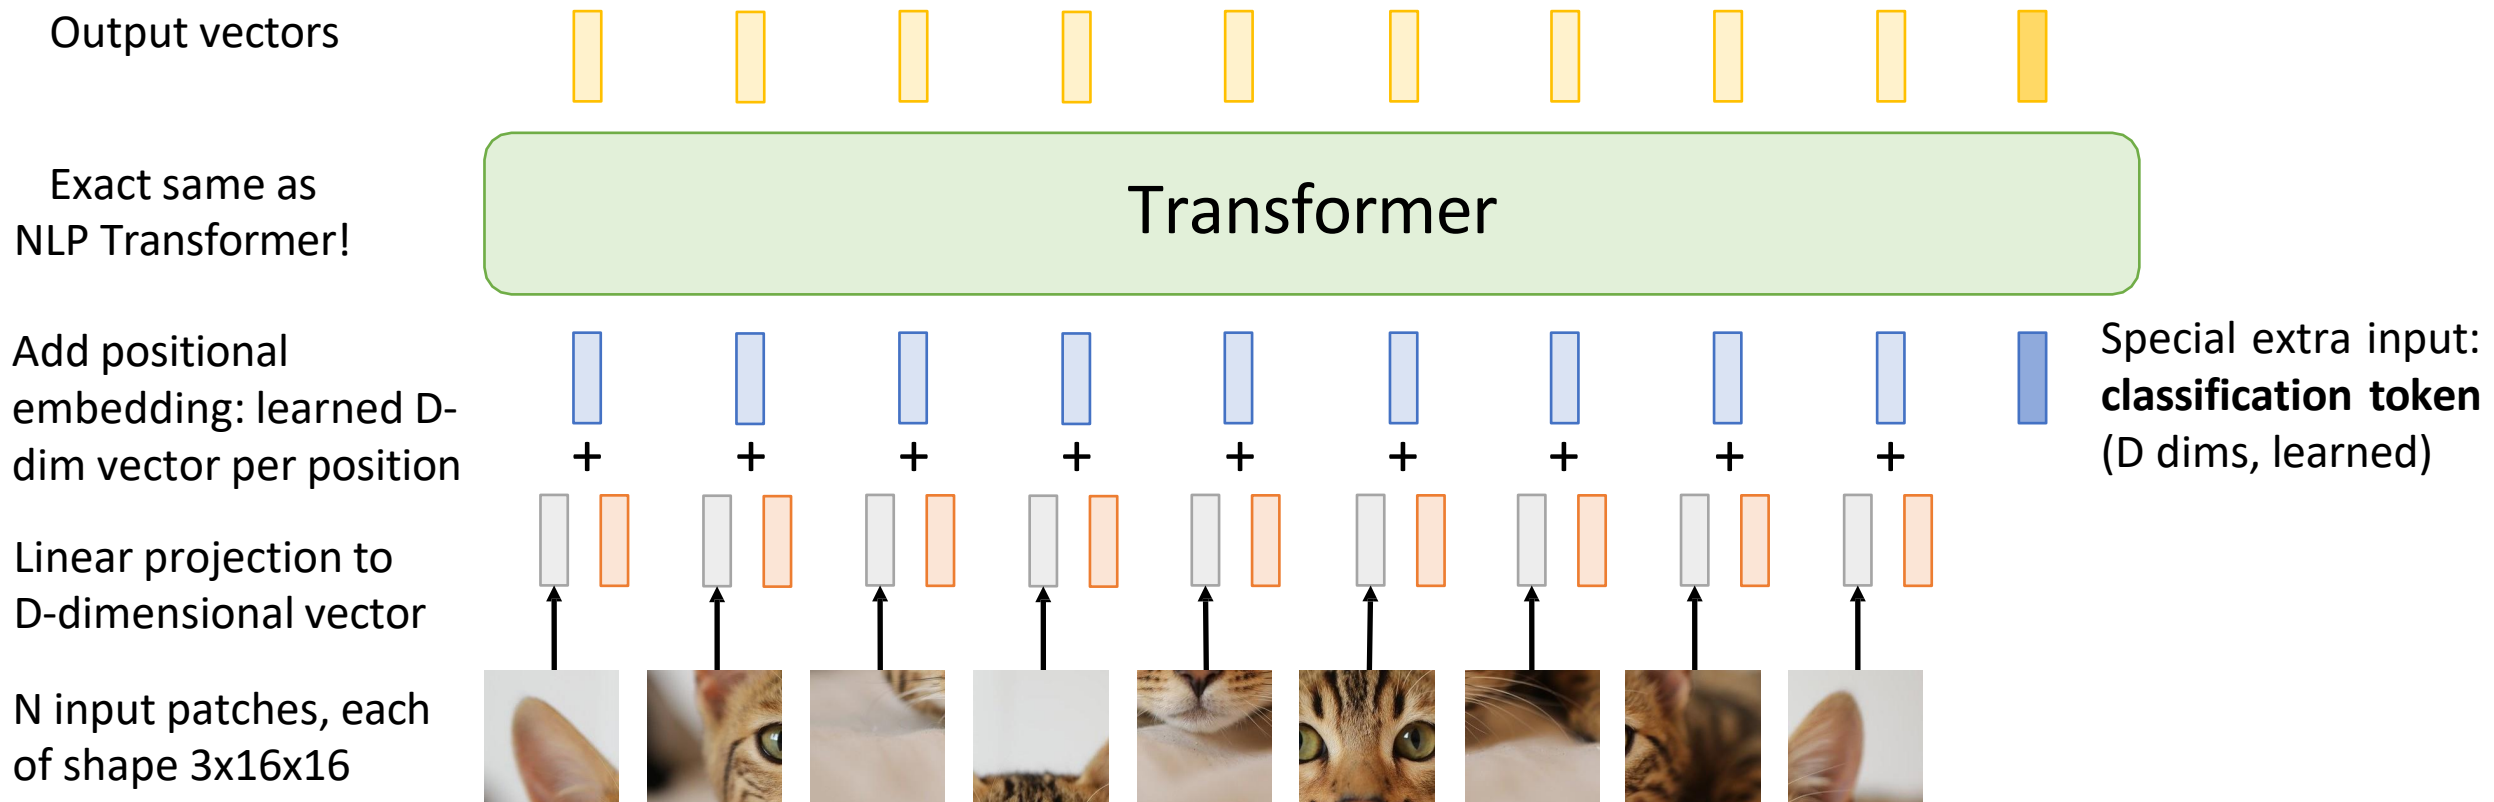 Output vectors
Exact same as
NLP Transformer!
Transformer
Add positional
embedding: learned D-
dim vector per position
Special extra input:
classification token
(D dims, learned)
+ + + + + + + + +
Linear projection to
D-dimensional vector
N input patches, each
of shape 3x16x16